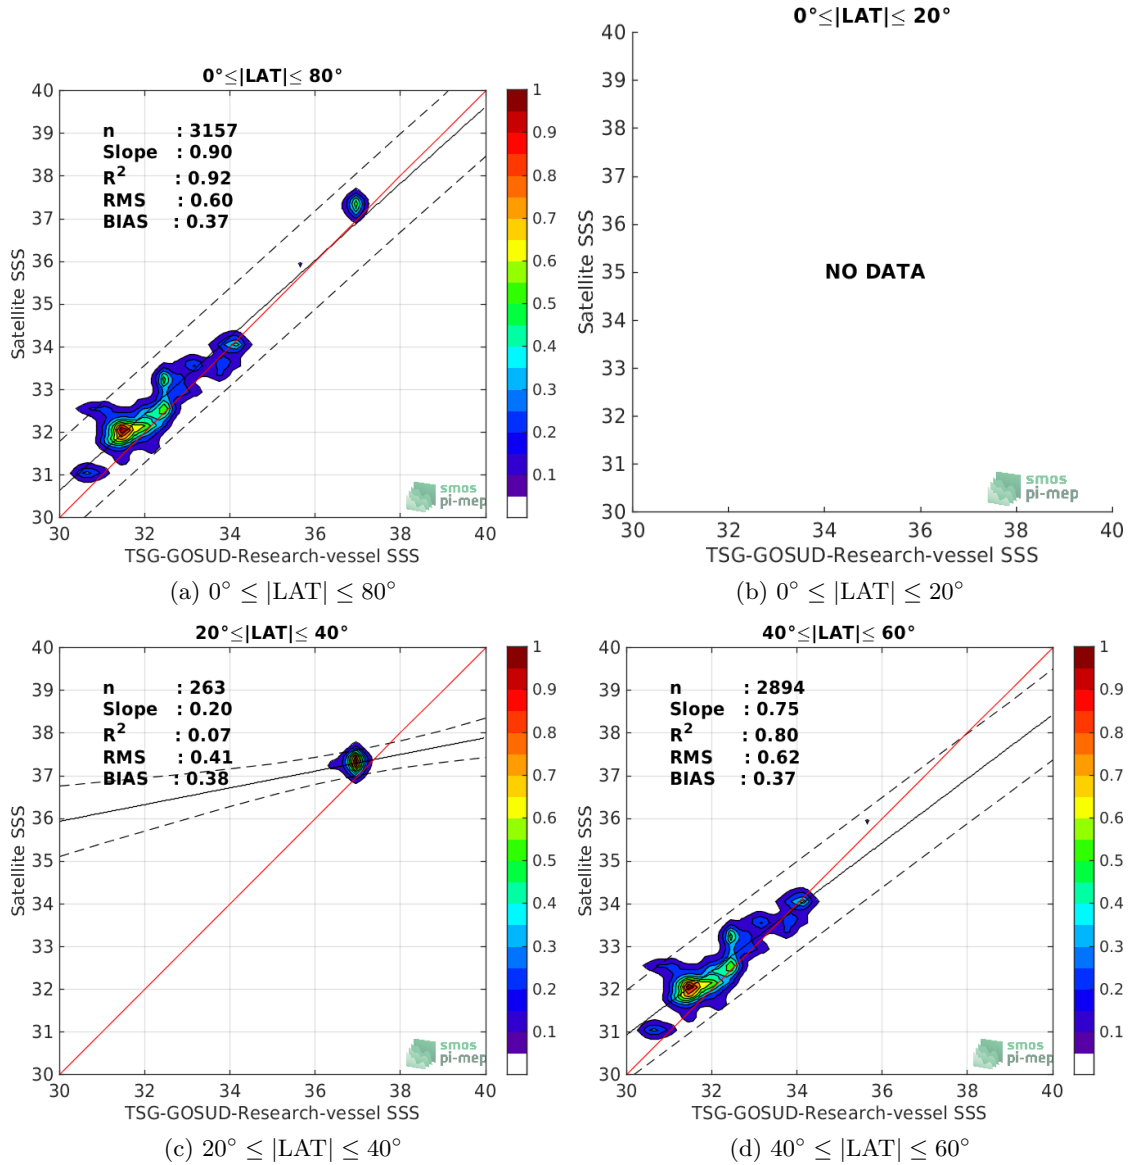 0°≤|LAT|≤ 80°
n : 3157
Slope : 0.90
R² : 0.92
RMS : 0.60
BIAS : 0.37
40
39
38
37
36
35
34
33
32
31
30
30 32 34 36 38 40
Satellite SSS
TSG-GOSUD-Research-vessel SSS
1
0.9
0.8
0.7
0.6
0.5
0.4
0.3
0.2
0.1
smos
pi-mep
(a) 0° ≤ |LAT| ≤ 80°
0°≤|LAT|≤ 20°
NO DATA
40
39
38
37
36
35
34
33
32
31
30
30 32 34 36 38 40
Satellite SSS
TSG-GOSUD-Research-vessel SSS
smos
pi-mep
(b) 0° ≤ |LAT| ≤ 20°
20°≤|LAT|≤ 40°
n : 263
Slope : 0.20
R² : 0.07
RMS : 0.41
BIAS : 0.38
40
39
38
37
36
35
34
33
32
31
30
30 32 34 36 38 40
Satellite SSS
TSG-GOSUD-Research-vessel SSS
1
0.9
0.8
0.7
0.6
0.5
0.4
0.3
0.2
0.1
smos
pi-mep
(c) 20° ≤ |LAT| ≤ 40°
40°≤|LAT|≤ 60°
n : 2894
Slope : 0.75
R² : 0.80
RMS : 0.62
BIAS : 0.37
40
39
38
37
36
35
34
33
32
31
30
30 32 34 36 38 40
Satellite SSS
TSG-GOSUD-Research-vessel SSS
1
0.9
0.8
0.7
0.6
0.5
0.4
0.3
0.2
0.1
smos
pi-mep
(d) 40° ≤ |LAT| ≤ 60°